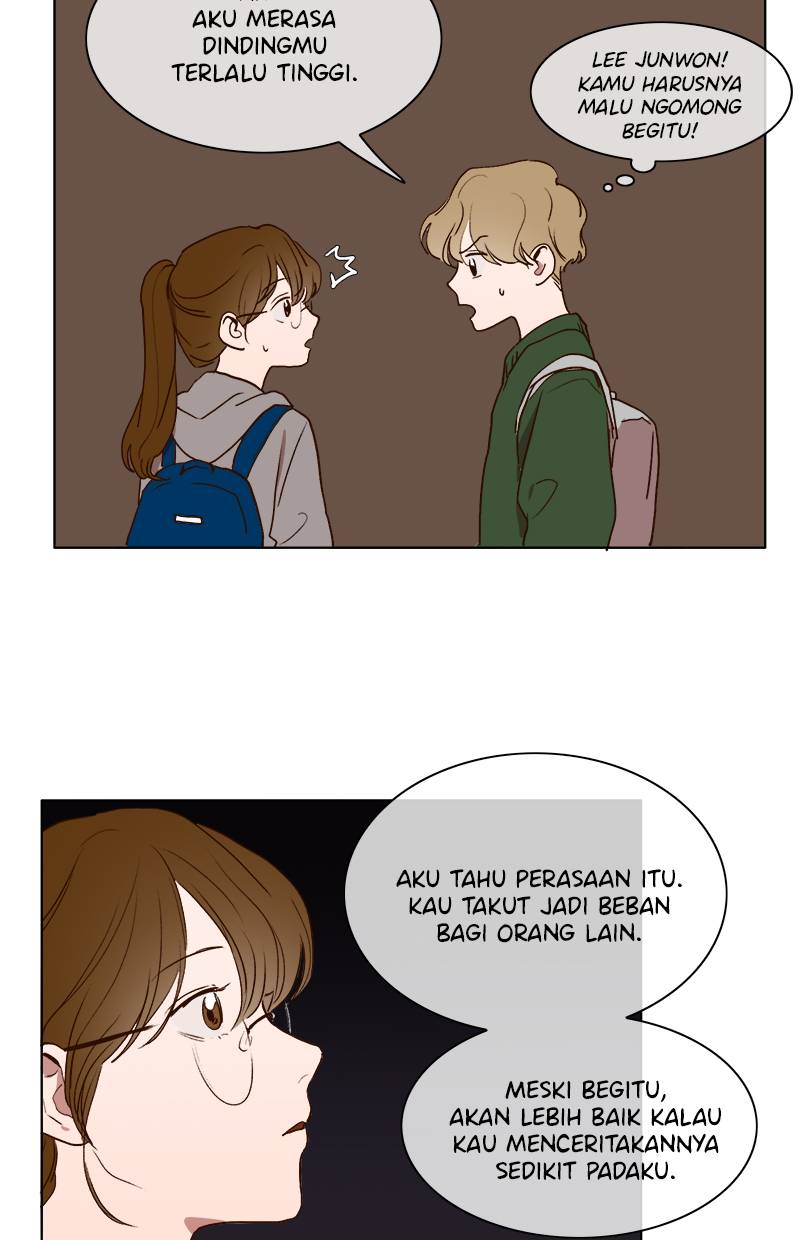 AKU MERASA
DINDINGMU
TERLALU TINGGI.
LEE JUNWON!
KAMU HARUSNYA
MALU NGOMONG
BEGITU!
AKU TAHU PERASAAN ITU.
KAU TAKUT JADI BEBAN
BAGI ORANG LAIN.
MESKI BEGITU,
AKAN LEBIH BAIK KALAU
KAU MENCERITAKANNYA
SEDIKIT PADAKU.